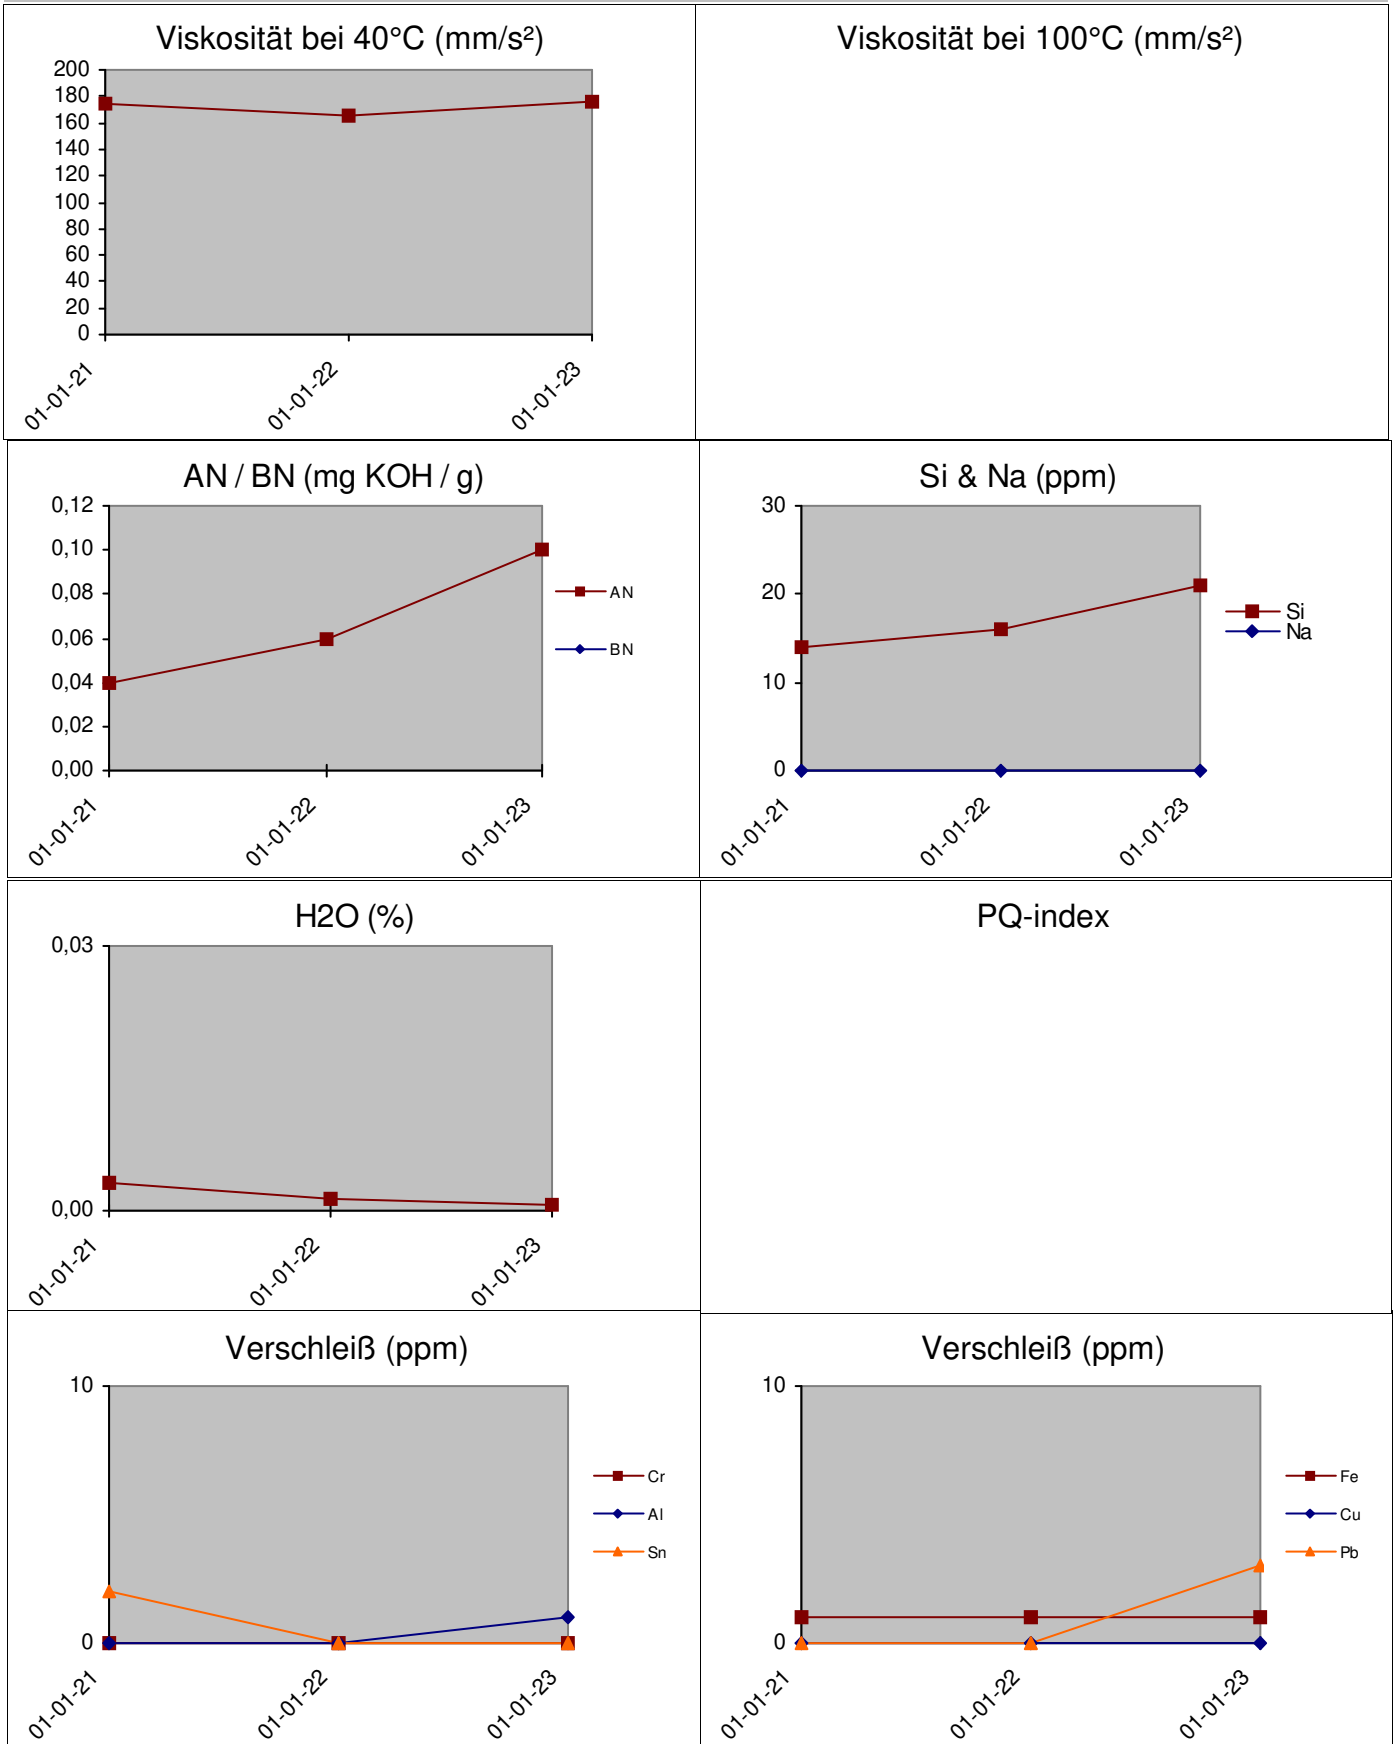 Viskosität bei 40°C (mm/s²)
200
180
160
140
120
100
80
60
40
20
0
01-01-21
01-01-22
01-01-23
Viskosität bei 100°C (mm/s²)
AN / BN (mg KOH / g)
0,12
0,10
0,08
0,06
0,04
0,02
0,00
01-01-21
01-01-22
01-01-23
AN
BN
Si & Na (ppm)
30
20
10
0
01-01-21
01-01-22
01-01-23
Si
Na
H2O (%)
0,03
0,00
01-01-21
01-01-22
01-01-23
PQ-index
Verschleiß (ppm)
10
0
01-01-21
01-01-22
01-01-23
Cr
Al
Sn
Verschleiß (ppm)
10
0
01-01-21
01-01-22
01-01-23
Fe
Cu
Pb